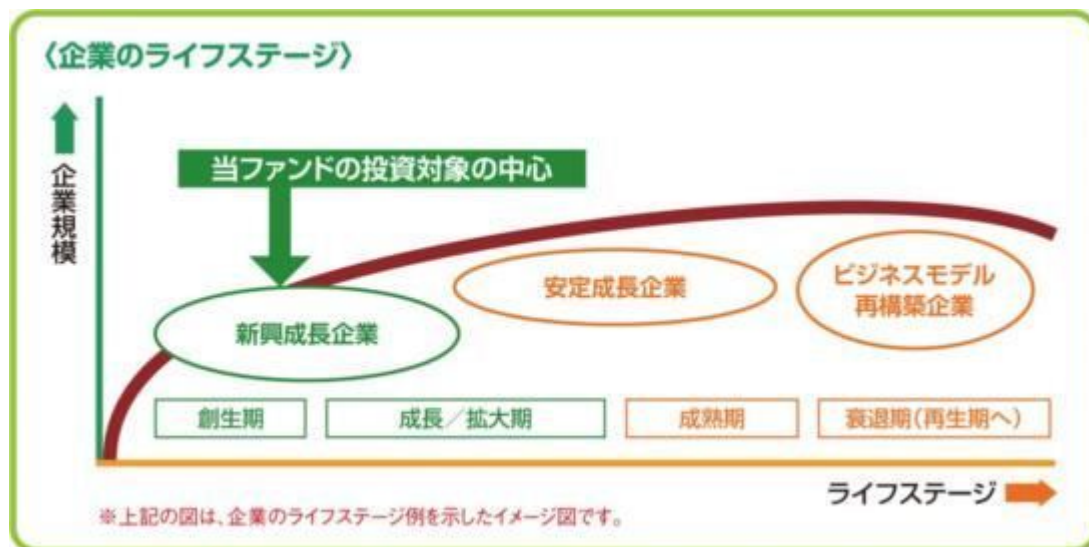 〈企業のライフステージ〉
企業規模
当ファンドの投資対象の中心
新興成長企業
安定成長企業
ビジネスモデル
再構築企業
創生期
成長／拡大期
成熟期
衰退期(再生期へ)
ライフステージ
※上記の図は、企業のライフステージ例を示したイメージ図です。